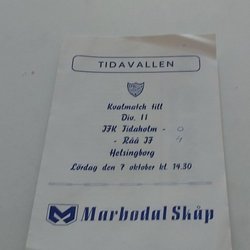 TIDAVALLEN
Kvalmatch till
Div. II
IFK Tidaholm - 0
- Råå IF 4
Helsingborg
Lördag den 7 oktober kl. 14.30
Marbodal Skåp